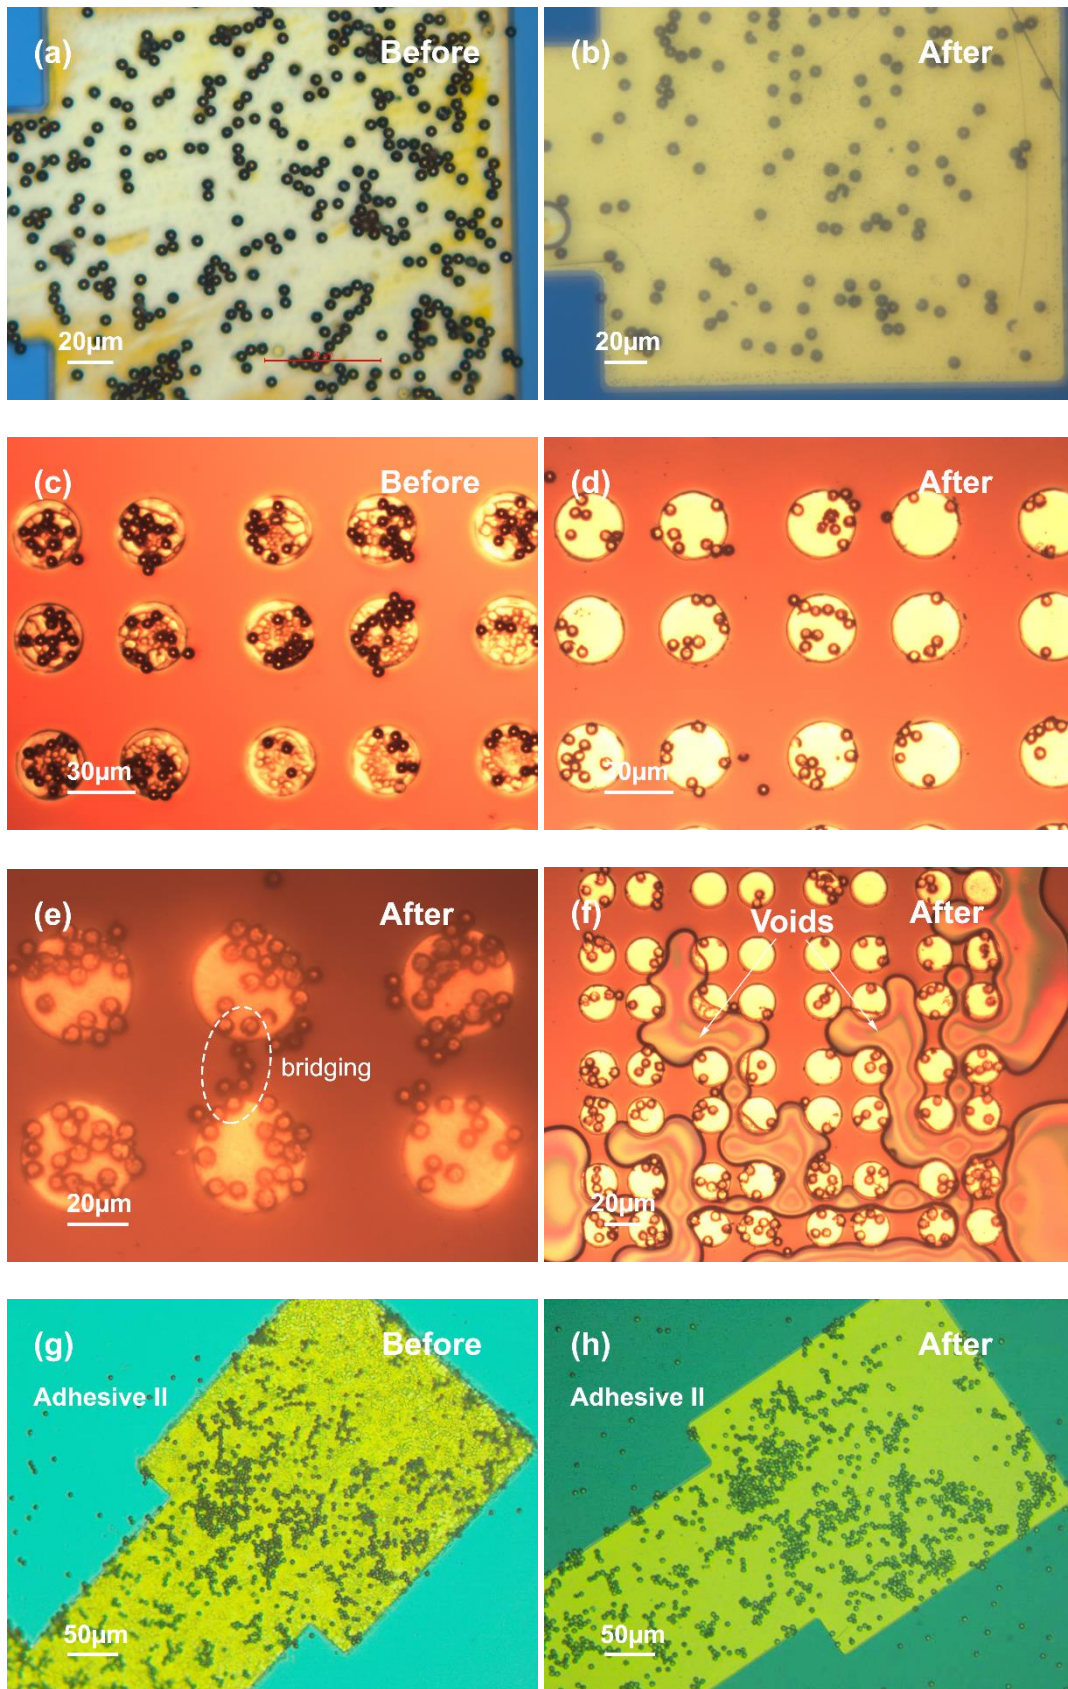 (a) Before
20µm
(b) After
20µm
(c) Before
30µm
(d) After
(e) After
bridging
20µm
(f) After
Voids
20µm
(g) Before
Adhesive II
50µm
(h) After
Adhesive II
50µm